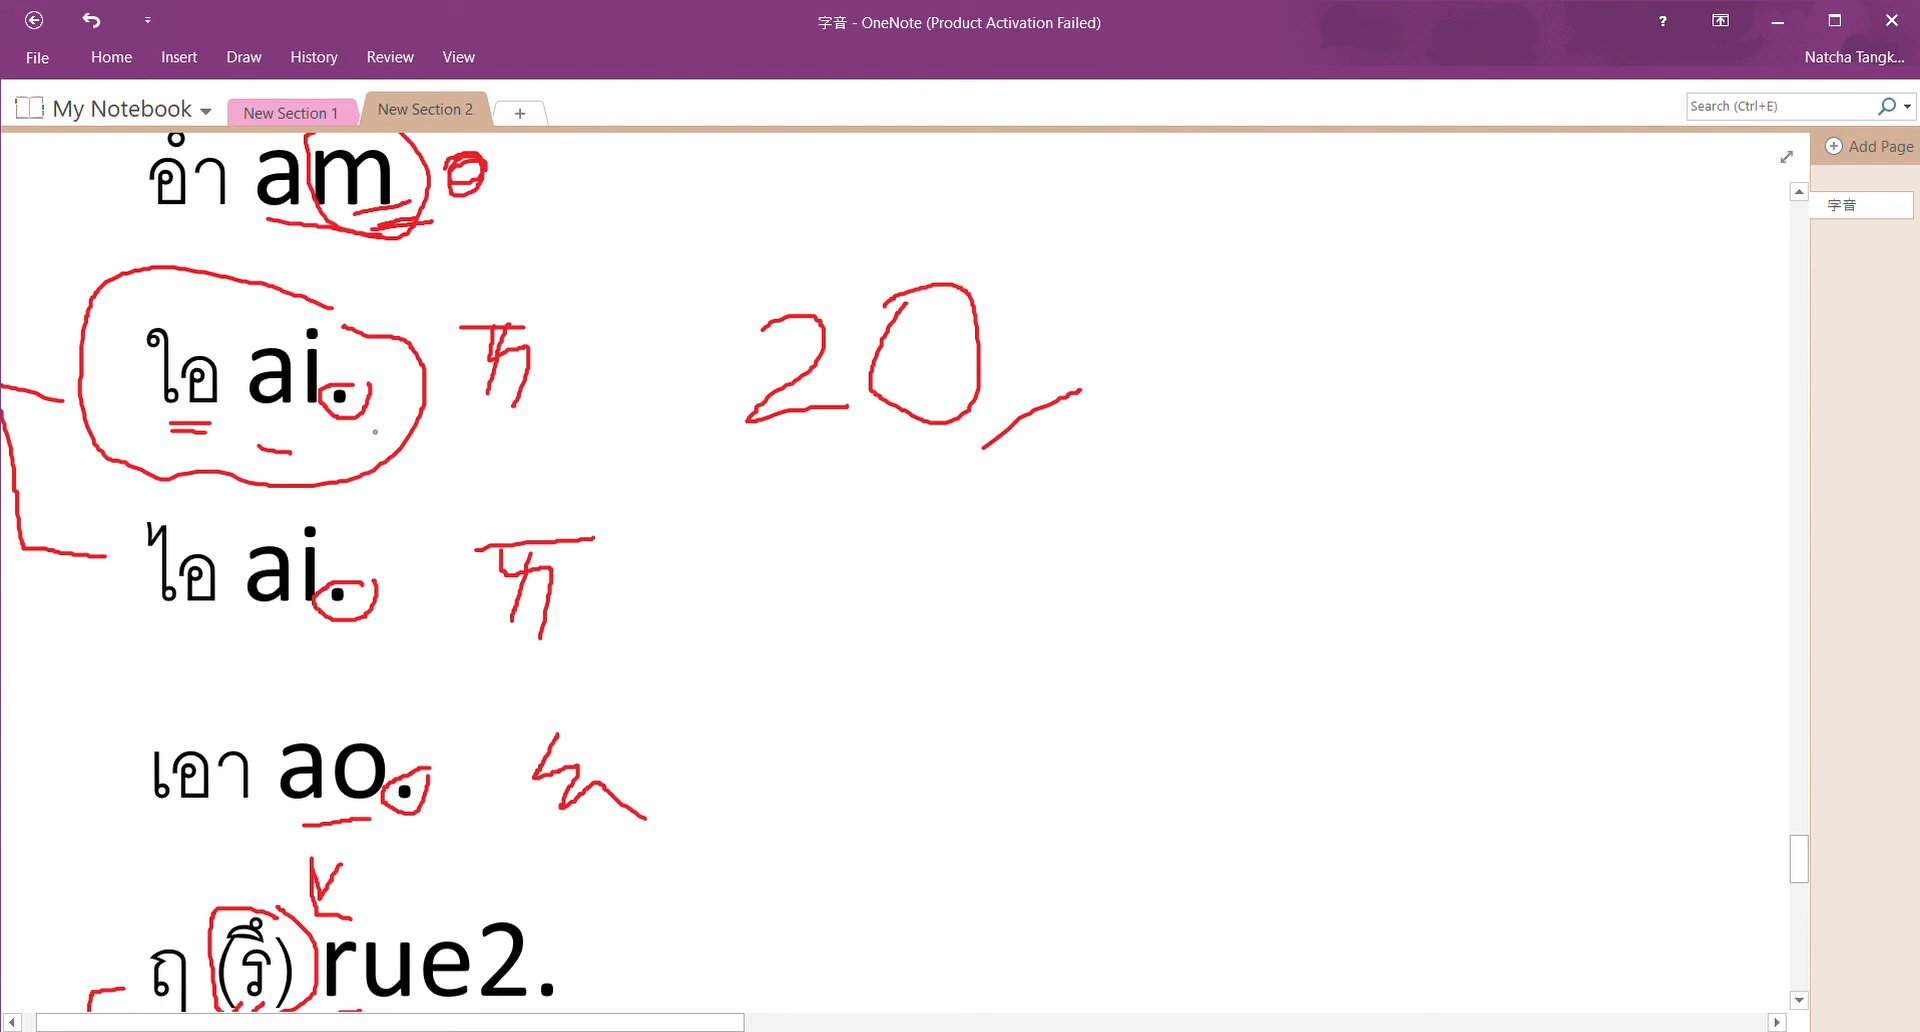 字音 - OneNote (Product Activation Failed)
?
File Home Insert Draw History Review View
Natcha Tangk...
My Notebook New Section 1 New Section 2 +
Search (Ctrl+E)
Add Page
字音
อำ am
ใอ ai.
20
ไอ ai.
เอา ao.
ฤ (รึ) rue2.